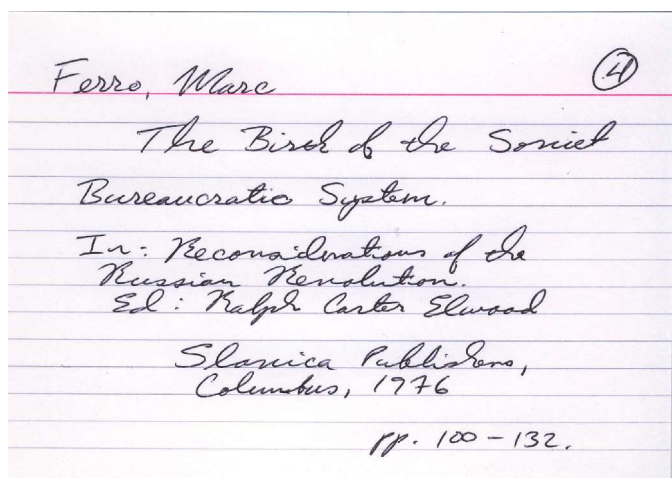 Ferro, Marc 4
The Birth of the Soviet
Bureaucratic System.
In: Reconsiderations of the
Russian Revolution.
Ed: Ralph Carter Elwood
Slavica Publishers,
Columbus, 1976
pp. 100-132.